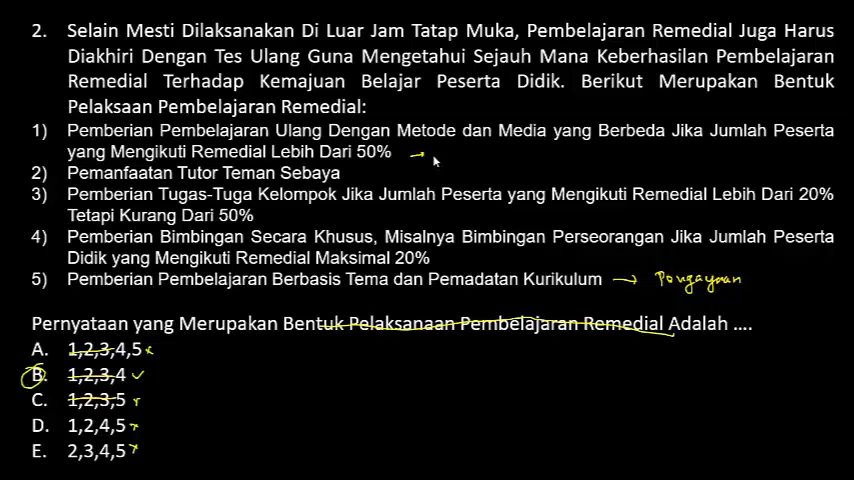 2. Selain Mesti Dilaksanakan Di Luar Jam Tatap Muka, Pembelajaran Remedial Juga Harus
Diakhiri Dengan Tes Ulang Guna Mengetahui Sejauh Mana Keberhasilan Pembelajaran
Remedial Terhadap Kemajuan Belajar Peserta Didik. Berikut Merupakan Bentuk
Pelaksaan Pembelajaran Remedial:
1) Pemberian Pembelajaran Ulang Dengan Metode dan Media yang Berbeda Jika Jumlah Peserta
yang Mengikuti Remedial Lebih Dari 50%
2) Pemanfaatan Tutor Teman Sebaya
3) Pemberian Tugas-Tuga Kelompok Jika Jumlah Peserta yang Mengikuti Remedial Lebih Dari 20%
Tetapi Kurang Dari 50%
4) Pemberian Bimbingan Secara Khusus, Misalnya Bimbingan Perseorangan Jika Jumlah Peserta
Didik yang Mengikuti Remedial Maksimal 20%
5) Pemberian Pembelajaran Berbasis Tema dan Pemadatan Kurikulum → Pengayaan
Pernyataan yang Merupakan Bentuk Pelaksanaan Pembelajaran Remedial Adalah ....
A. 1,2,3,4,5
B. 1,2,3,4 ✓
C. 1,2,3,5
D. 1,2,4,5
E. 2,3,4,5